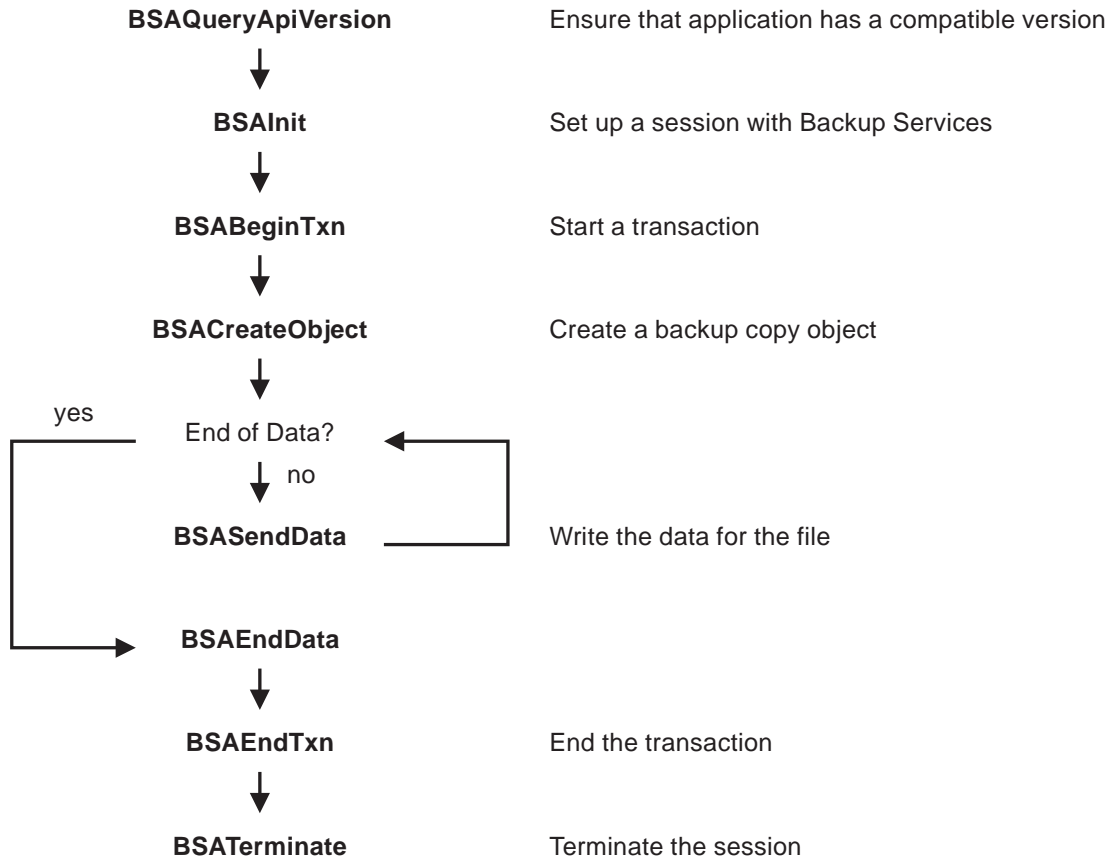 BSAQueryApiVersion Ensure that application has a compatible version
BSAInit Set up a session with Backup Services
BSABeginTxn Start a transaction
BSACreateObject Create a backup copy object
yes
End of Data?
no
BSASendData Write the data for the file
BSAEndData
BSAEndTxn End the transaction
BSATerminate Terminate the session